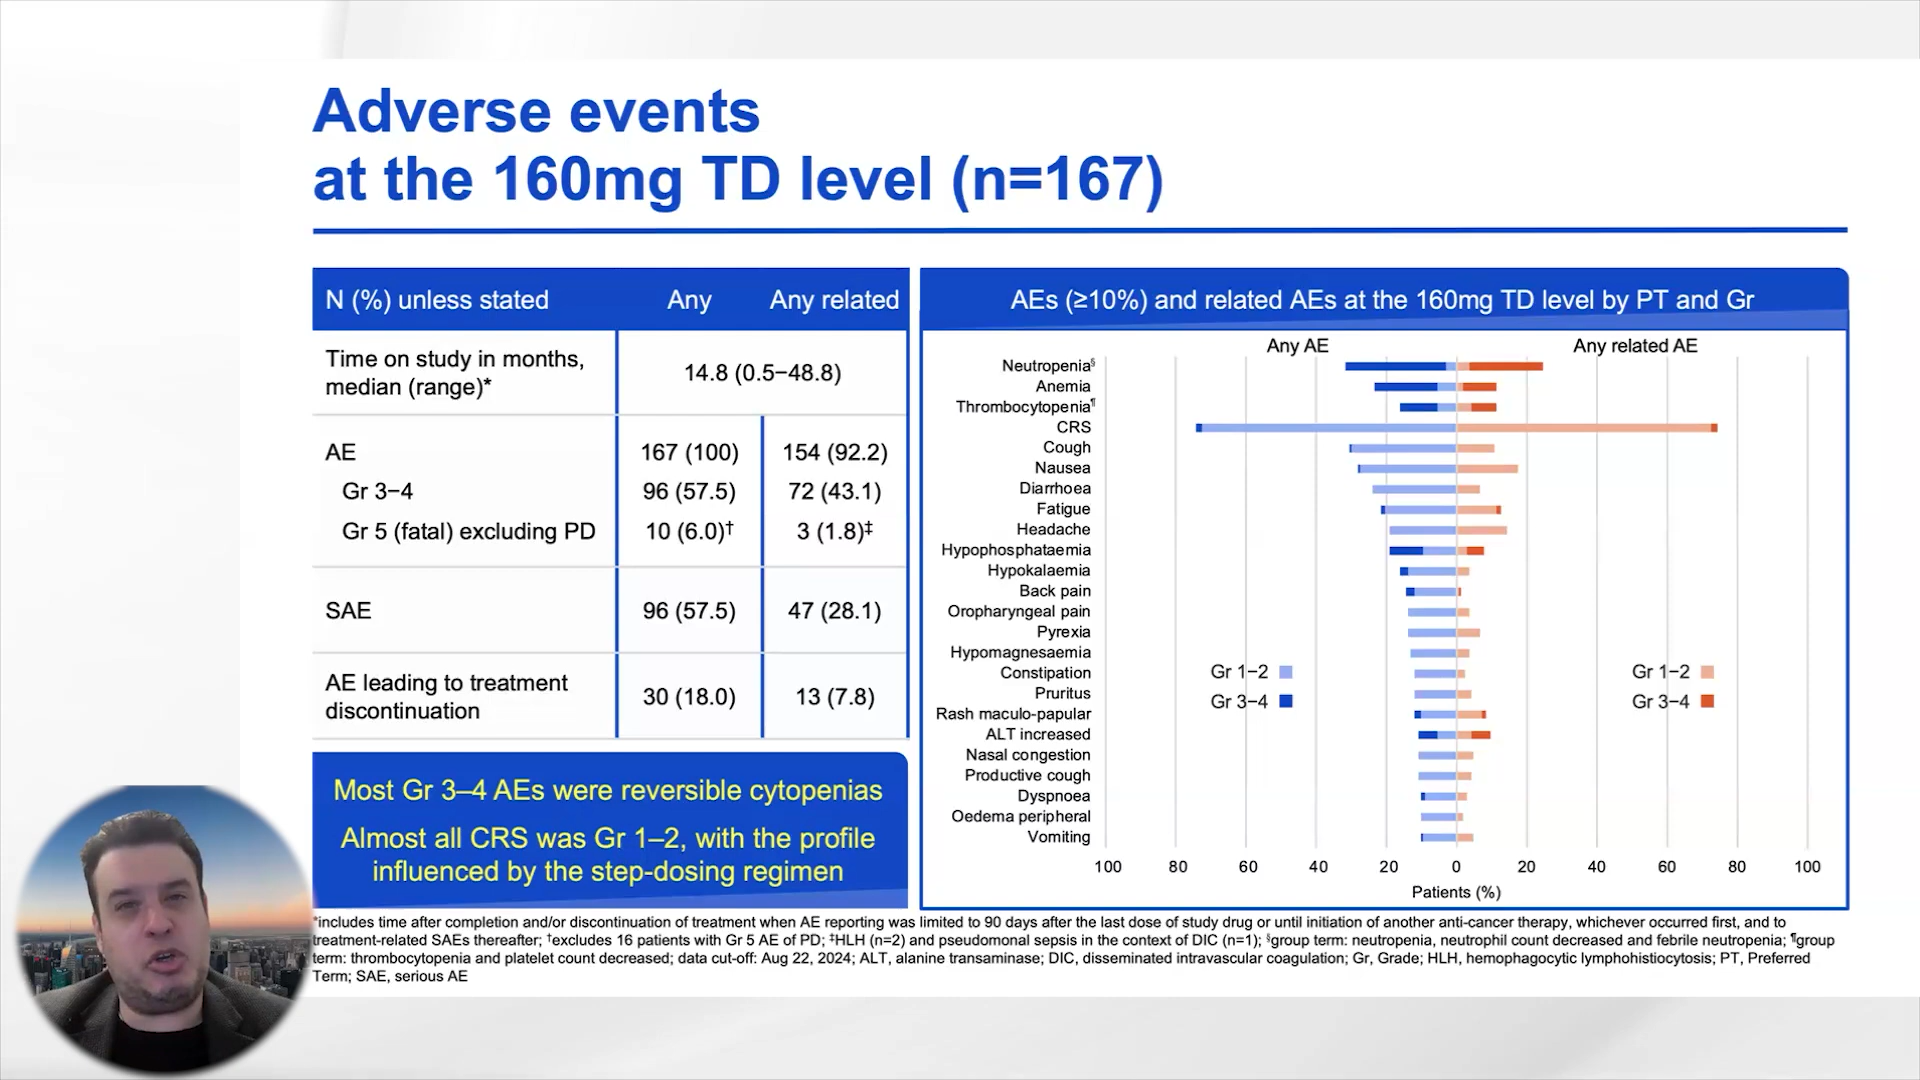 Adverse events
at the 160mg TD level (n=167)
N (%) unless stated Any Any related
Time on study in months,
median (range)* 14.8 (0.5–48.8)
AE 167 (100) 154 (92.2)
Gr 3–4 96 (57.5) 72 (43.1)
Gr 5 (fatal) excluding PD 10 (6.0)† 3 (1.8)‡
SAE 96 (57.5) 47 (28.1)
AE leading to treatment
discontinuation 30 (18.0) 13 (7.8)
Most Gr 3–4 AEs were reversible cytopenias
Almost all CRS was Gr 1–2, with the profile
influenced by the step-dosing regimen
AEs (≥10%) and related AEs at the 160mg TD level by PT and Gr
Any AE Any related AE
Neutropenia§
Anemia
Thrombocytopenia¶
CRS
Cough
Nausea
Diarrhoea
Fatigue
Headache
Hypophosphataemia
Hypokalaemia
Back pain
Oropharyngeal pain
Pyrexia
Hypomagnesaemia
Constipation
Pruritus
Rash maculo-papular
ALT increased
Nasal congestion
Productive cough
Dyspnoea
Oedema peripheral
Vomiting
Gr 1–2 Gr 1–2
Gr 3–4 Gr 3–4
100 80 60 40 20 0 20 40 60 80 100
Patients (%)
*includes time after completion and/or discontinuation of treatment when AE reporting was limited to 90 days after the last dose of study drug or until initiation of another anti-cancer therapy, whichever occurred first, and to
treatment-related SAEs thereafter; †excludes 16 patients with Gr 5 AE of PD; ‡HLH (n=2) and pseudomonal sepsis in the context of DIC (n=1); §group term: neutropenia, neutrophil count decreased and febrile neutropenia; ¶group
term: thrombocytopenia and platelet count decreased; data cut-off: Aug 22, 2024; ALT, alanine transaminase; DIC, disseminated intravascular coagulation; Gr, Grade; HLH, hemophagocytic lymphohistiocytosis; PT, Preferred
Term; SAE, serious AE